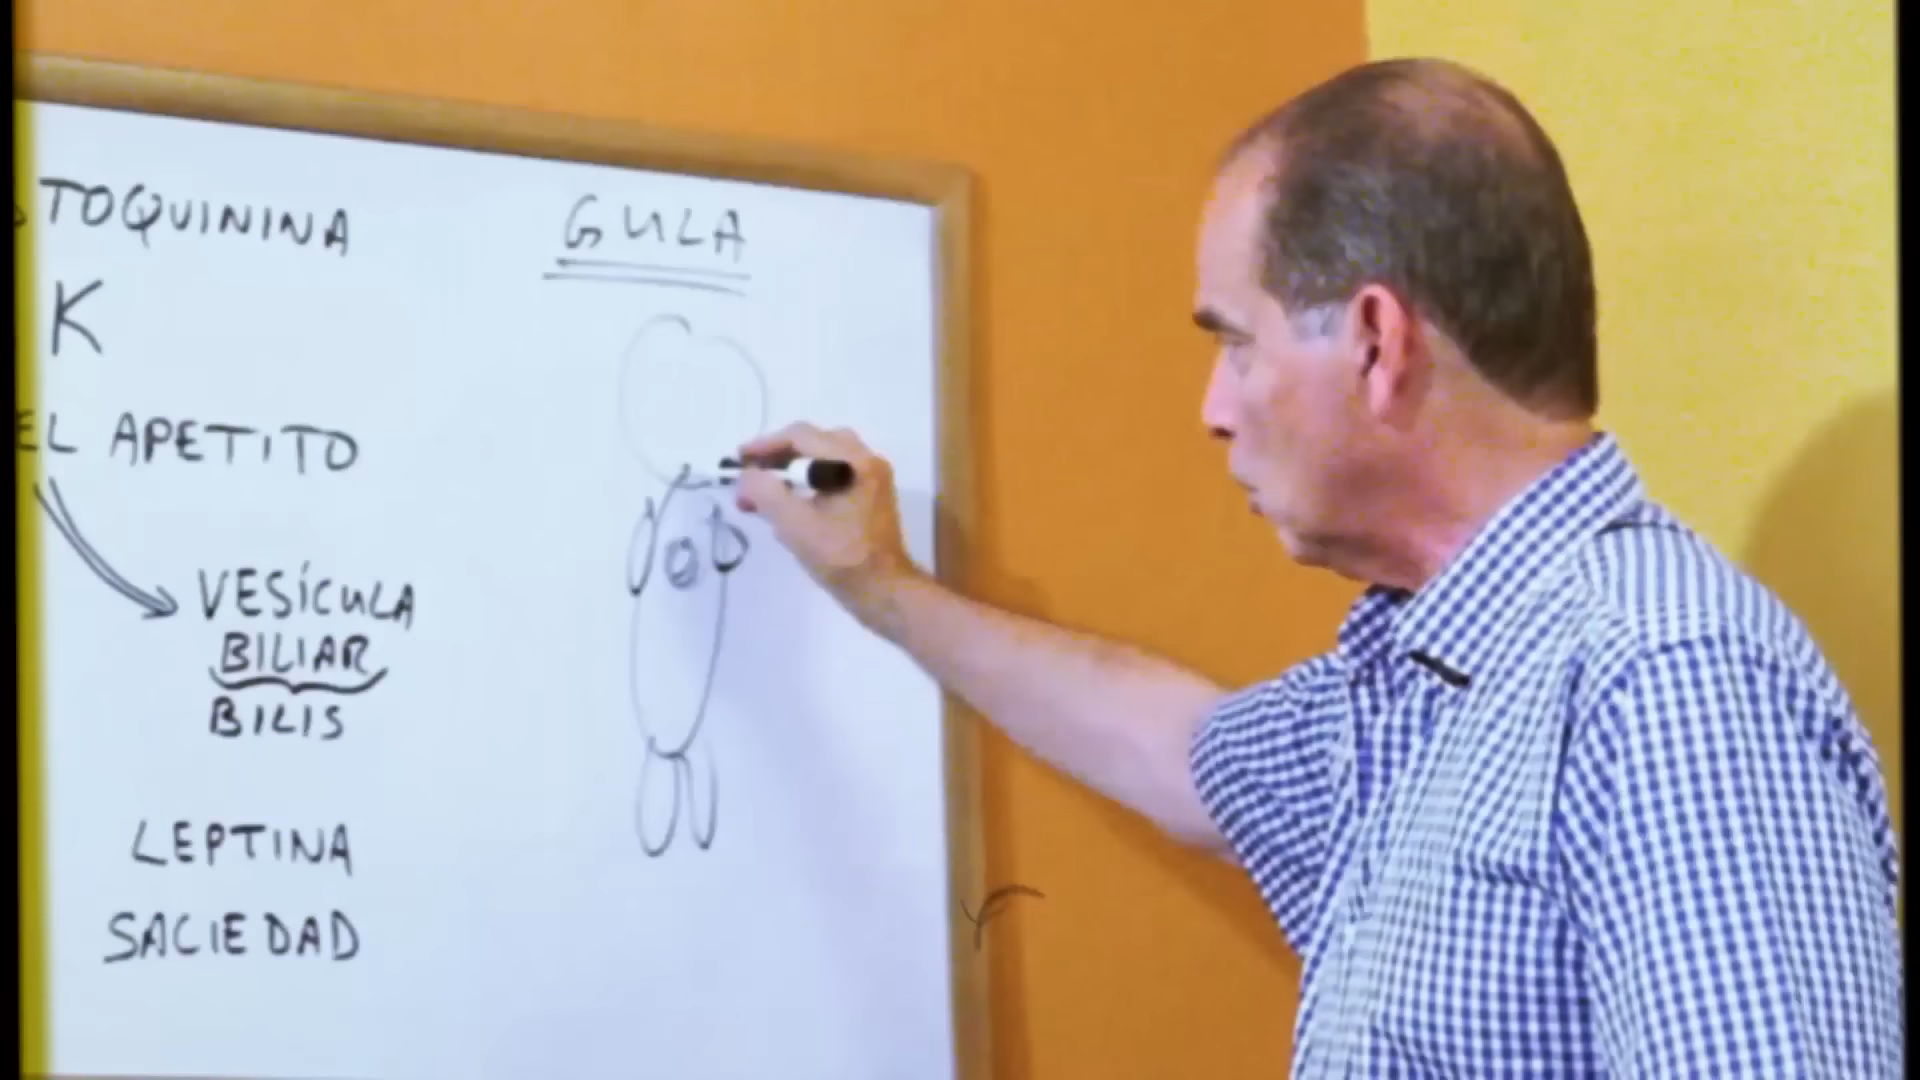 TOQUININA
K
EL APETITO
VESÍCULA
BILIAR
BILIS
LEPTINA
SACIEDAD
GULA